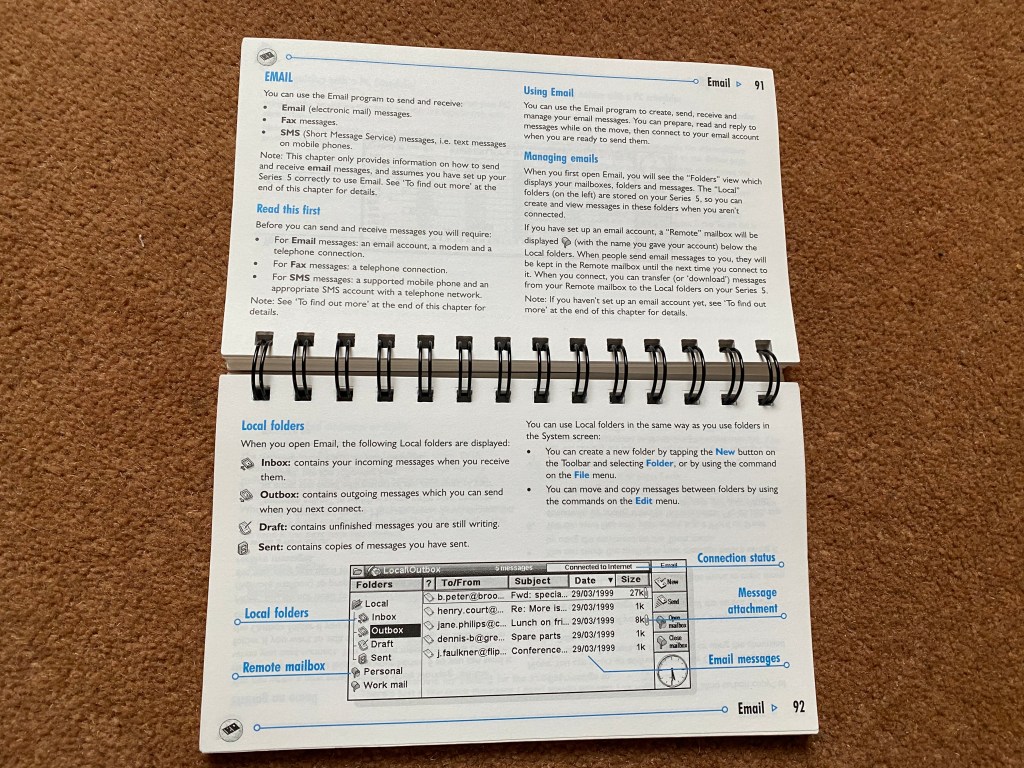 Email ▷ 91
EMAIL
You can use the Email program to send and receive:
• Email (electronic mail) messages.
• Fax messages.
• SMS (Short Message Service) messages, i.e. text messages
on mobile phones.
Note: This chapter only provides information on how to send
and receive email messages, and assumes you have set up your
Series 5 correctly to use Email. See 'To find out more' at the
end of this chapter for details.
Read this first
Before you can send and receive messages you will require:
• For Email messages: an email account, a modem and a
telephone connection.
• For Fax messages: a telephone connection.
• For SMS messages: a supported mobile phone and an
appropriate SMS account with a telephone network.
Note: See 'To find out more' at the end of this chapter for
details.
Using Email
You can use the Email program to create, send, receive and
manage your email messages. You can prepare, read and reply to
messages while on the move, then connect to your email account
when you are ready to send them.
Managing emails
When you first open Email, you will see the "Folders" view which
displays your mailboxes, folders and messages. The "Local"
folders (on the left) are stored on your Series 5, so you can
create and view messages in these folders when you aren't
connected.
If you have set up an email account, a "Remote" mailbox will be
displayed (with the name you gave your account) below the
Local folders. When people send email messages to you, they will
be kept in the Remote mailbox until the next time you connect to
it. When you connect, you can transfer (or 'download') messages
from your Remote mailbox to the Local folders on your Series 5.
Note: If you haven't set up an email account yet, see 'To find out
more' at the end of this chapter for details.
Local folders
When you open Email, the following Local folders are displayed:
Inbox: contains your incoming messages when you receive
them.
Outbox: contains outgoing messages which you can send
when you next connect.
Draft: contains unfinished messages you are still writing.
Sent: contains copies of messages you have sent.
You can use Local folders in the same way as you use folders in
the System screen:
• You can create a new folder by tapping the New button on
the Toolbar and selecting Folder, or by using the command
on the File menu.
• You can move and copy messages between folders by using
the commands on the Edit menu.
Local\Outbox 5 messages Connected to Internet Email
Folders ? To/From Subject Date ▼ Size
Local
Inbox
Outbox
Draft
Sent
Personal
Work mail
b.peter@broo... Fwd: specia... 29/03/1999 27k
henry.court@... Re: More is... 29/03/1999 1k
jane.philips@c... Lunch on fri... 29/03/1999 8k
dennis-b@gre... Spare parts 29/03/1999 1k
j.faulkner@flip... Conference... 29/03/1999 1k
New
Send
Open
mailbox
Close
mailbox
Local folders
Remote mailbox
Connection status
Message
attachment
Email messages
Email ▷ 92